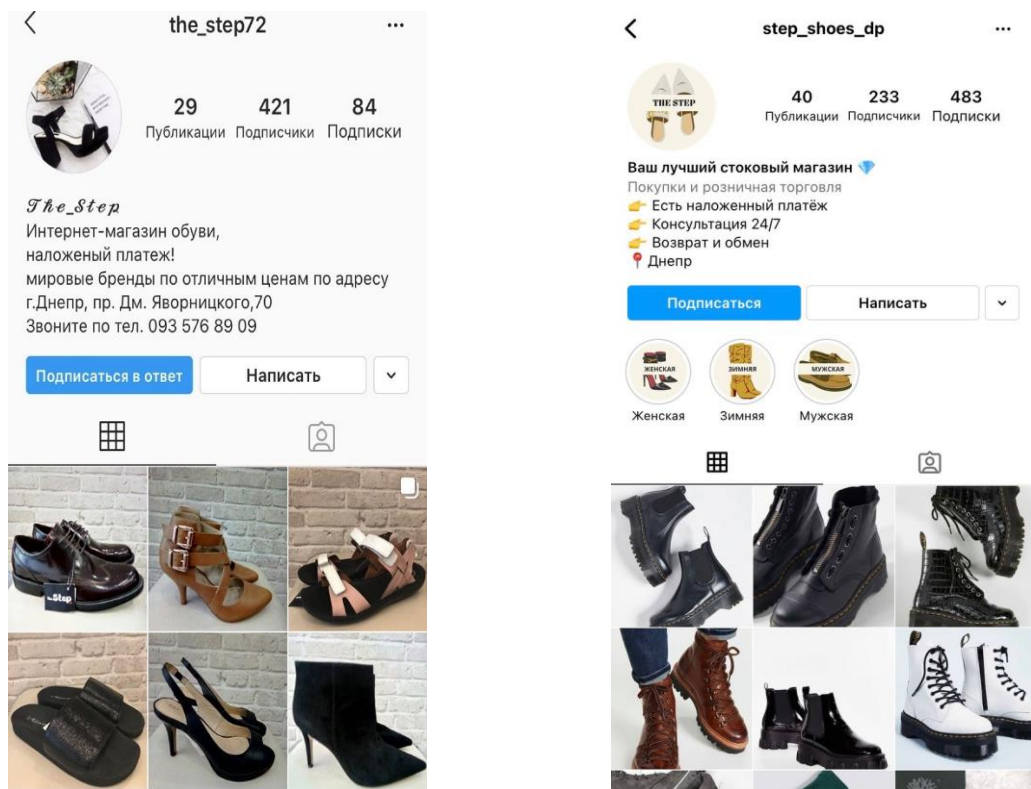 the_step72
29 421 84
Публикации Подписчики Подписки
The_Step
Интернет-магазин обуви,
наложеный платеж!
мировые бренды по отличным ценам по адресу
г.Днепр, пр. Дм. Яворницкого,70
Звоните по тел. 093 576 89 09
Подписаться в ответ
Написать
Step
step_shoes_dp
THE STEP
40 233 483
Публикации Подписчики Подписки
Ваш лучший стоковый магазин 💎
Покупки и розничная торговля
👉 Есть наложенный платёж
👉 Консультация 24/7
👉 Возврат и обмен
📍 Днепр
Подписаться
Написать
ЖЕНСКАЯ ЗИМНЯЯ МУЖСКАЯ
Женская Зимняя Мужская